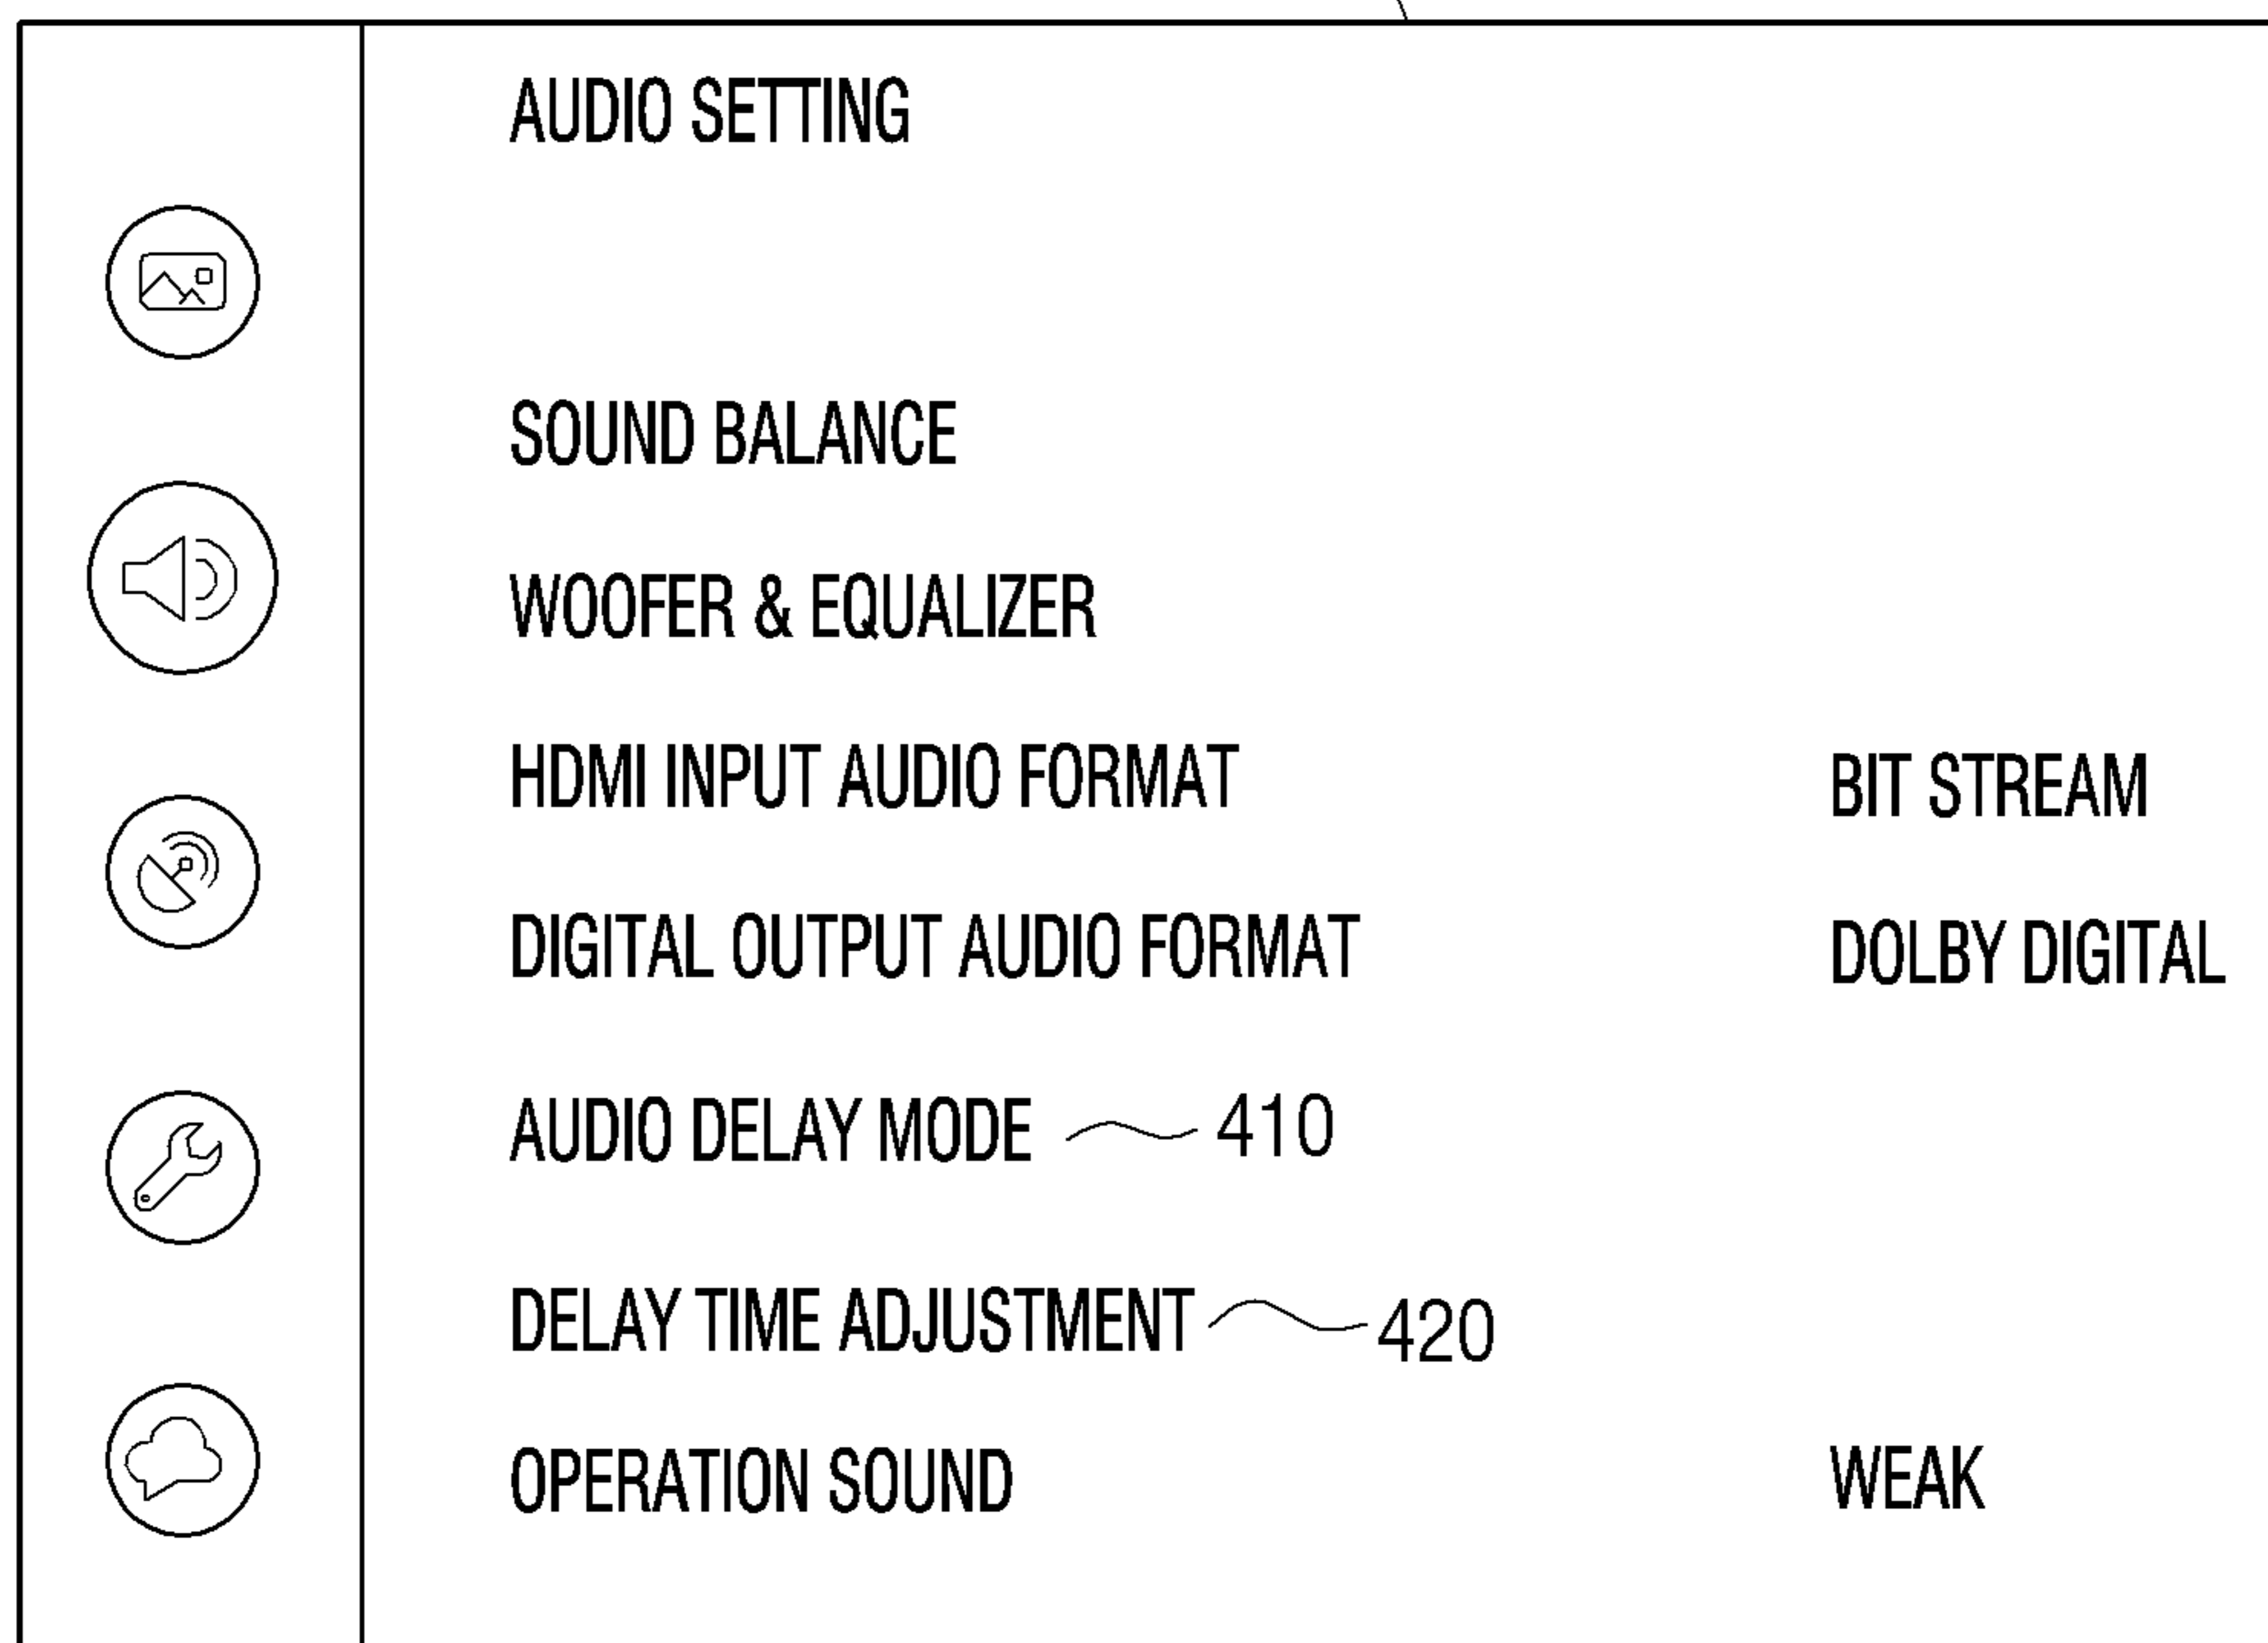 AUDIO SETTING
SOUND BALANCE
WOOFER & EQUALIZER
HDMI INPUT AUDIO FORMAT BIT STREAM
DIGITAL OUTPUT AUDIO FORMAT DOLBY DIGITAL
AUDIO DELAY MODE 410
DELAY TIME ADJUSTMENT 420
OPERATION SOUND WEAK